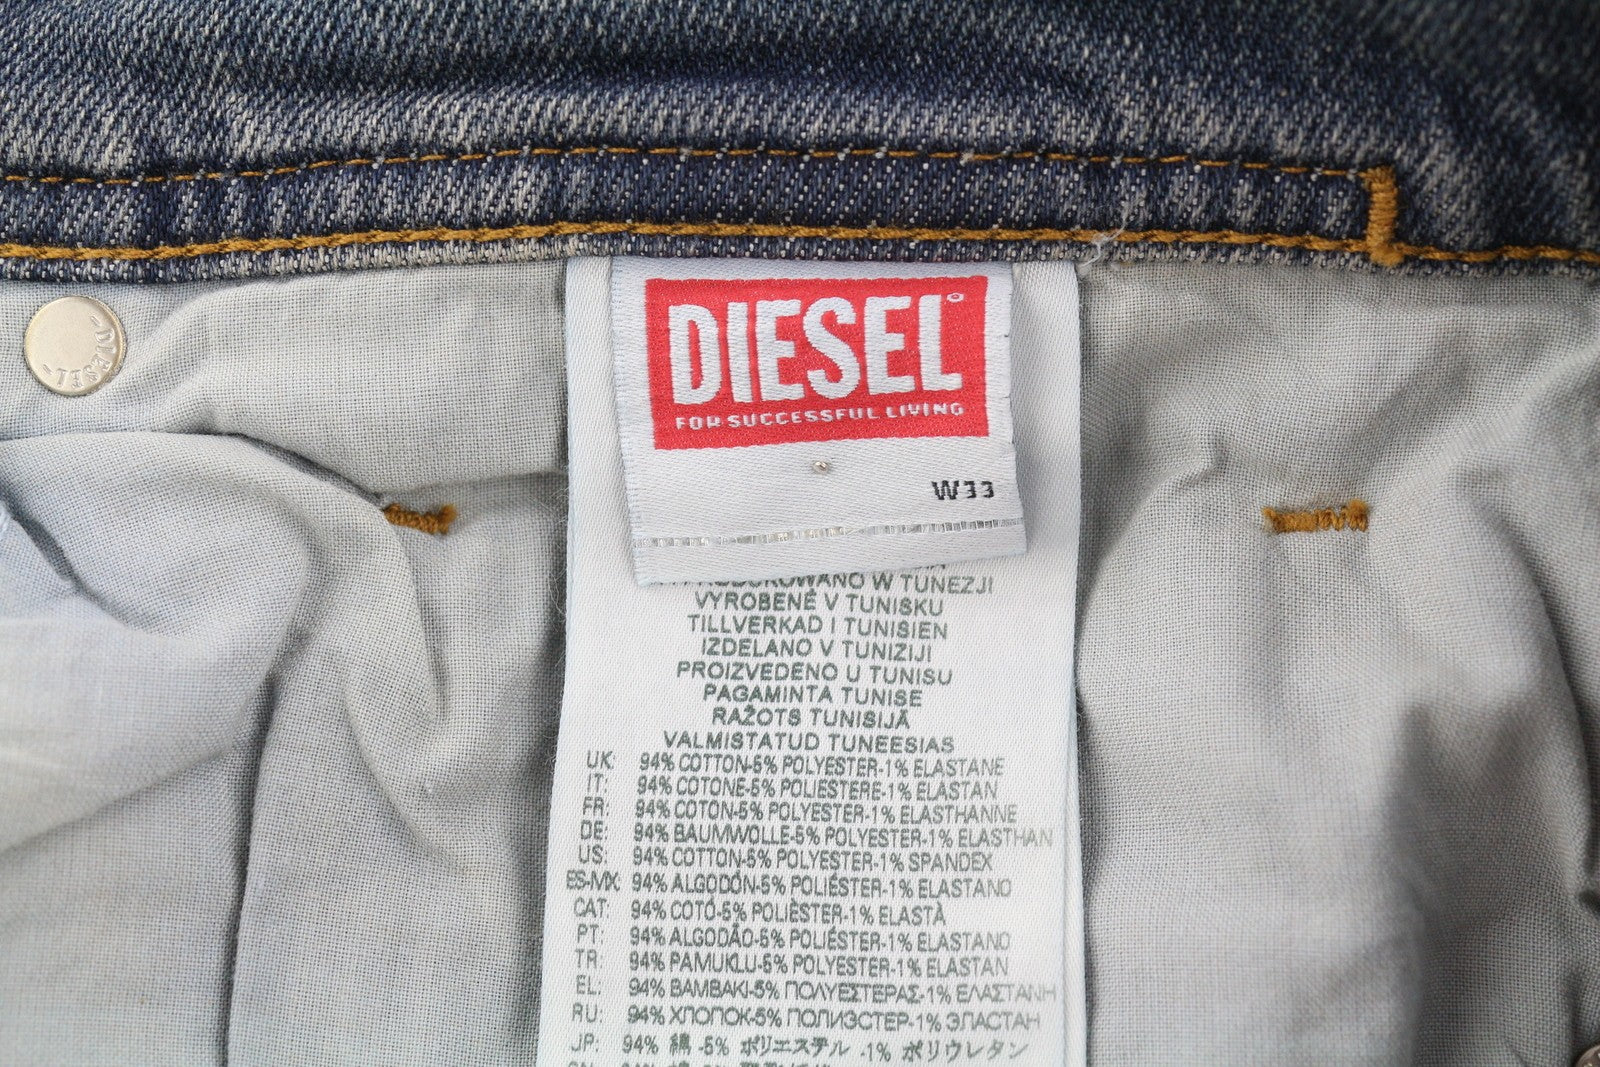 DIESEL
FOR SUCCESSFUL LIVING
W33
DIESEL
W TUNEZJI
VYROBENÉ V TUNISKU
TILLVERKAD I TUNISIEN
IZDELANO V TUNIZIJI
PROIZVEDENO U TUNISU
PAGAMINTA TUNISE
RAŽOTS TUNISIJĀ
VALMISTATUD TUNEESIAS
UK: 94% COTTON-5% POLYESTER-1% ELASTANE
IT: 94% COTONE-5% POLIESTERE-1% ELASTAN
FR: 94% COTON-5% POLYESTER-1% ELASTHANNE
DE: 94% BAUMWOLLE-5% POLYESTER-1% ELASTHAN
US: 94% COTTON-5% POLYESTER-1% SPANDEX
ES-MX: 94% ALGODÓN-5% POLIÉSTER-1% ELASTANO
CAT: 94% COTÓ-5% POLIÈSTER-1% ELASTÀ
PT: 94% ALGODÃO-5% POLIÉSTER-1% ELASTANO
TR: 94% PAMUKLU-5% POLYESTER-1% ELASTAN
EL: 94% ΒΑΜΒΑΚΙ-5% ΠΟΛΥΕΣΤΕΡΑΣ-1% ΕΛΑΣΤΑΝΗ
RU: 94% ХЛОПОК-5% ПОЛИЭСТЕР-1% ЭЛАСТАН
JP: 94% 綿 -5% ポリエステル -1% ポリウレタン